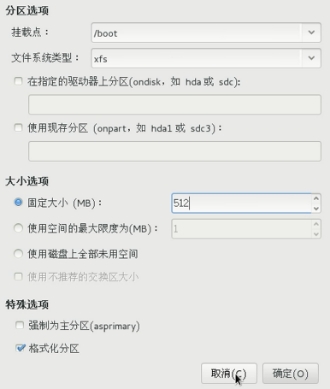 分区选项
挂载点： /boot
文件系统类型： xfs
在指定的驱动器上分区(ondisk，如 hda 或 sdc):
使用现存分区 (onpart，如 hda1 或 sdc3)：
大小选项
固定大小 (MB)： 512
使用空间的最大限度为(MB)： 1
使用磁盘上全部未用空间
使用不推荐的交换区大小
特殊选项
强制为主分区(asprimary)
格式化分区
取消(C) 确定(O)